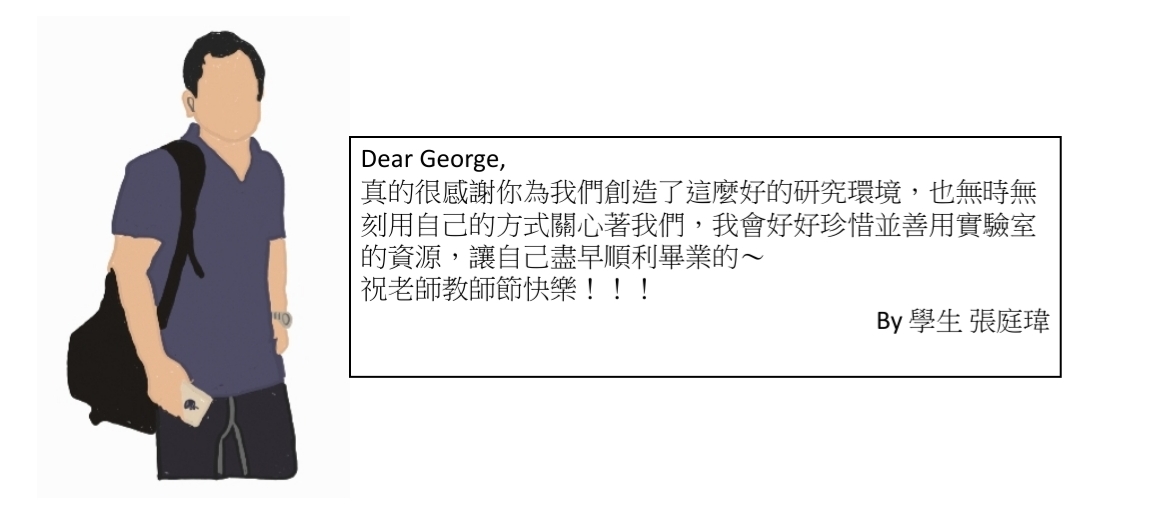 Dear George,
真的很感謝你為我們創造了這麼好的研究環境，也無時無
刻用自己的方式關心著我們，我會好好珍惜並善用實驗室
的資源，讓自己盡早順利畢業的～
祝老師教師節快樂！！！
By 學生 張庭瑋